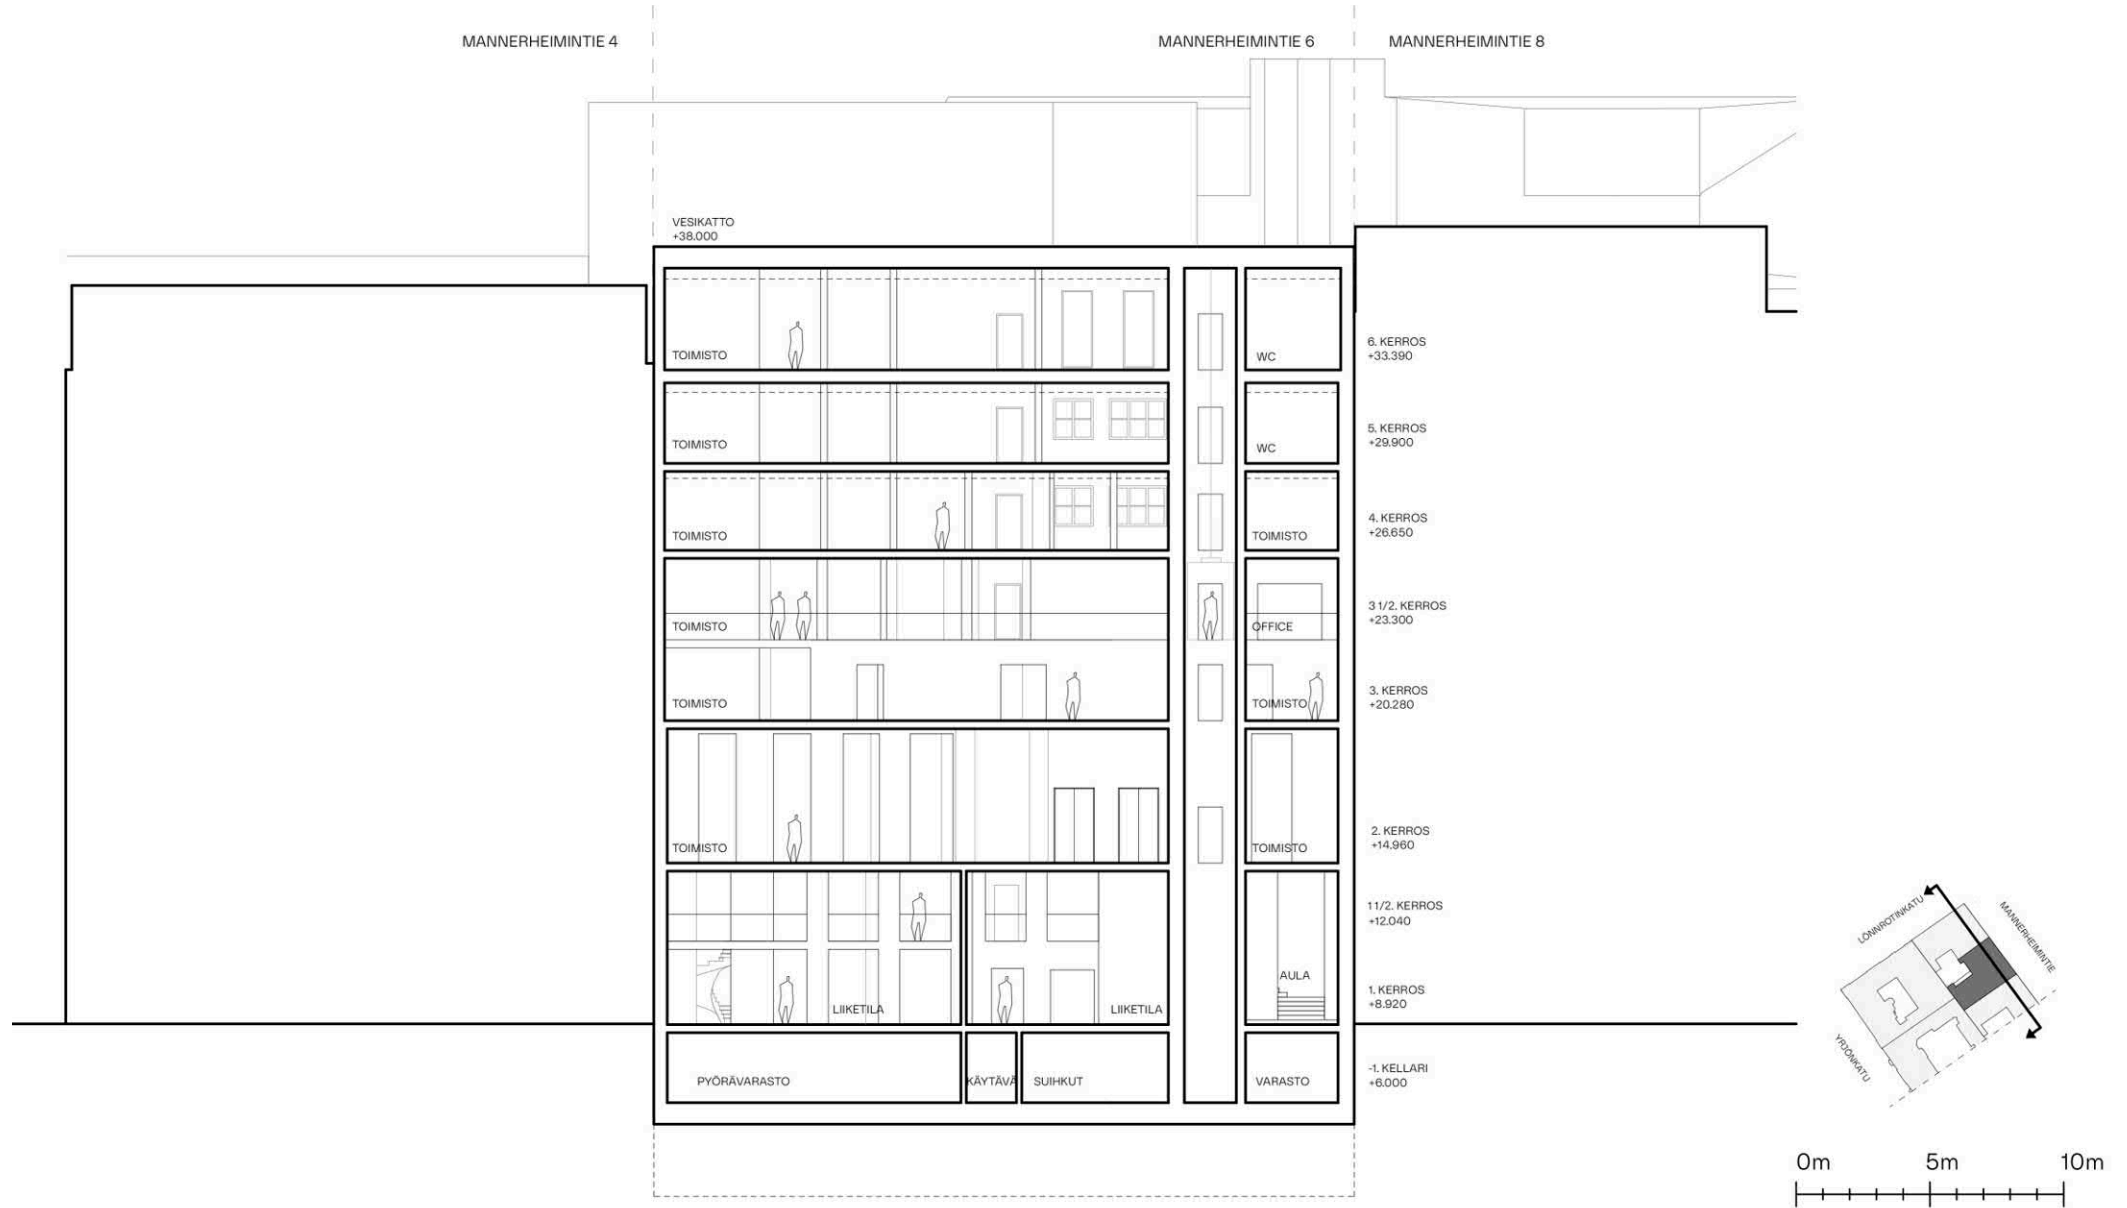 MANNERHEIMINTIE 4
MANNERHEIMINTIE 6
MANNERHEIMINTIE 8
VESIKATTO
+38.000
TOIMISTO
WC
6. KERROS
+33.390
TOIMISTO
WC
5. KERROS
+29.900
TOIMISTO
TOIMISTO
4. KERROS
+26.650
TOIMISTO
OFFICE
3 1/2. KERROS
+23.300
TOIMISTO
TOIMISTO
3. KERROS
+20.280
TOIMISTO
TOIMISTO
2. KERROS
+14.960
1 1/2. KERROS
+12.040
LIIKETILA
LIIKETILA
AULA
1. KERROS
+8.920
PYÖRÄVARASTO
KÄYTÄVÄ
SUIHKUT
VARASTO
-1. KELLARI
+6.000
LÖNNROTINKATU
MANNERHEIMINTIE
YRJÖNKATU
0m
5m
10m